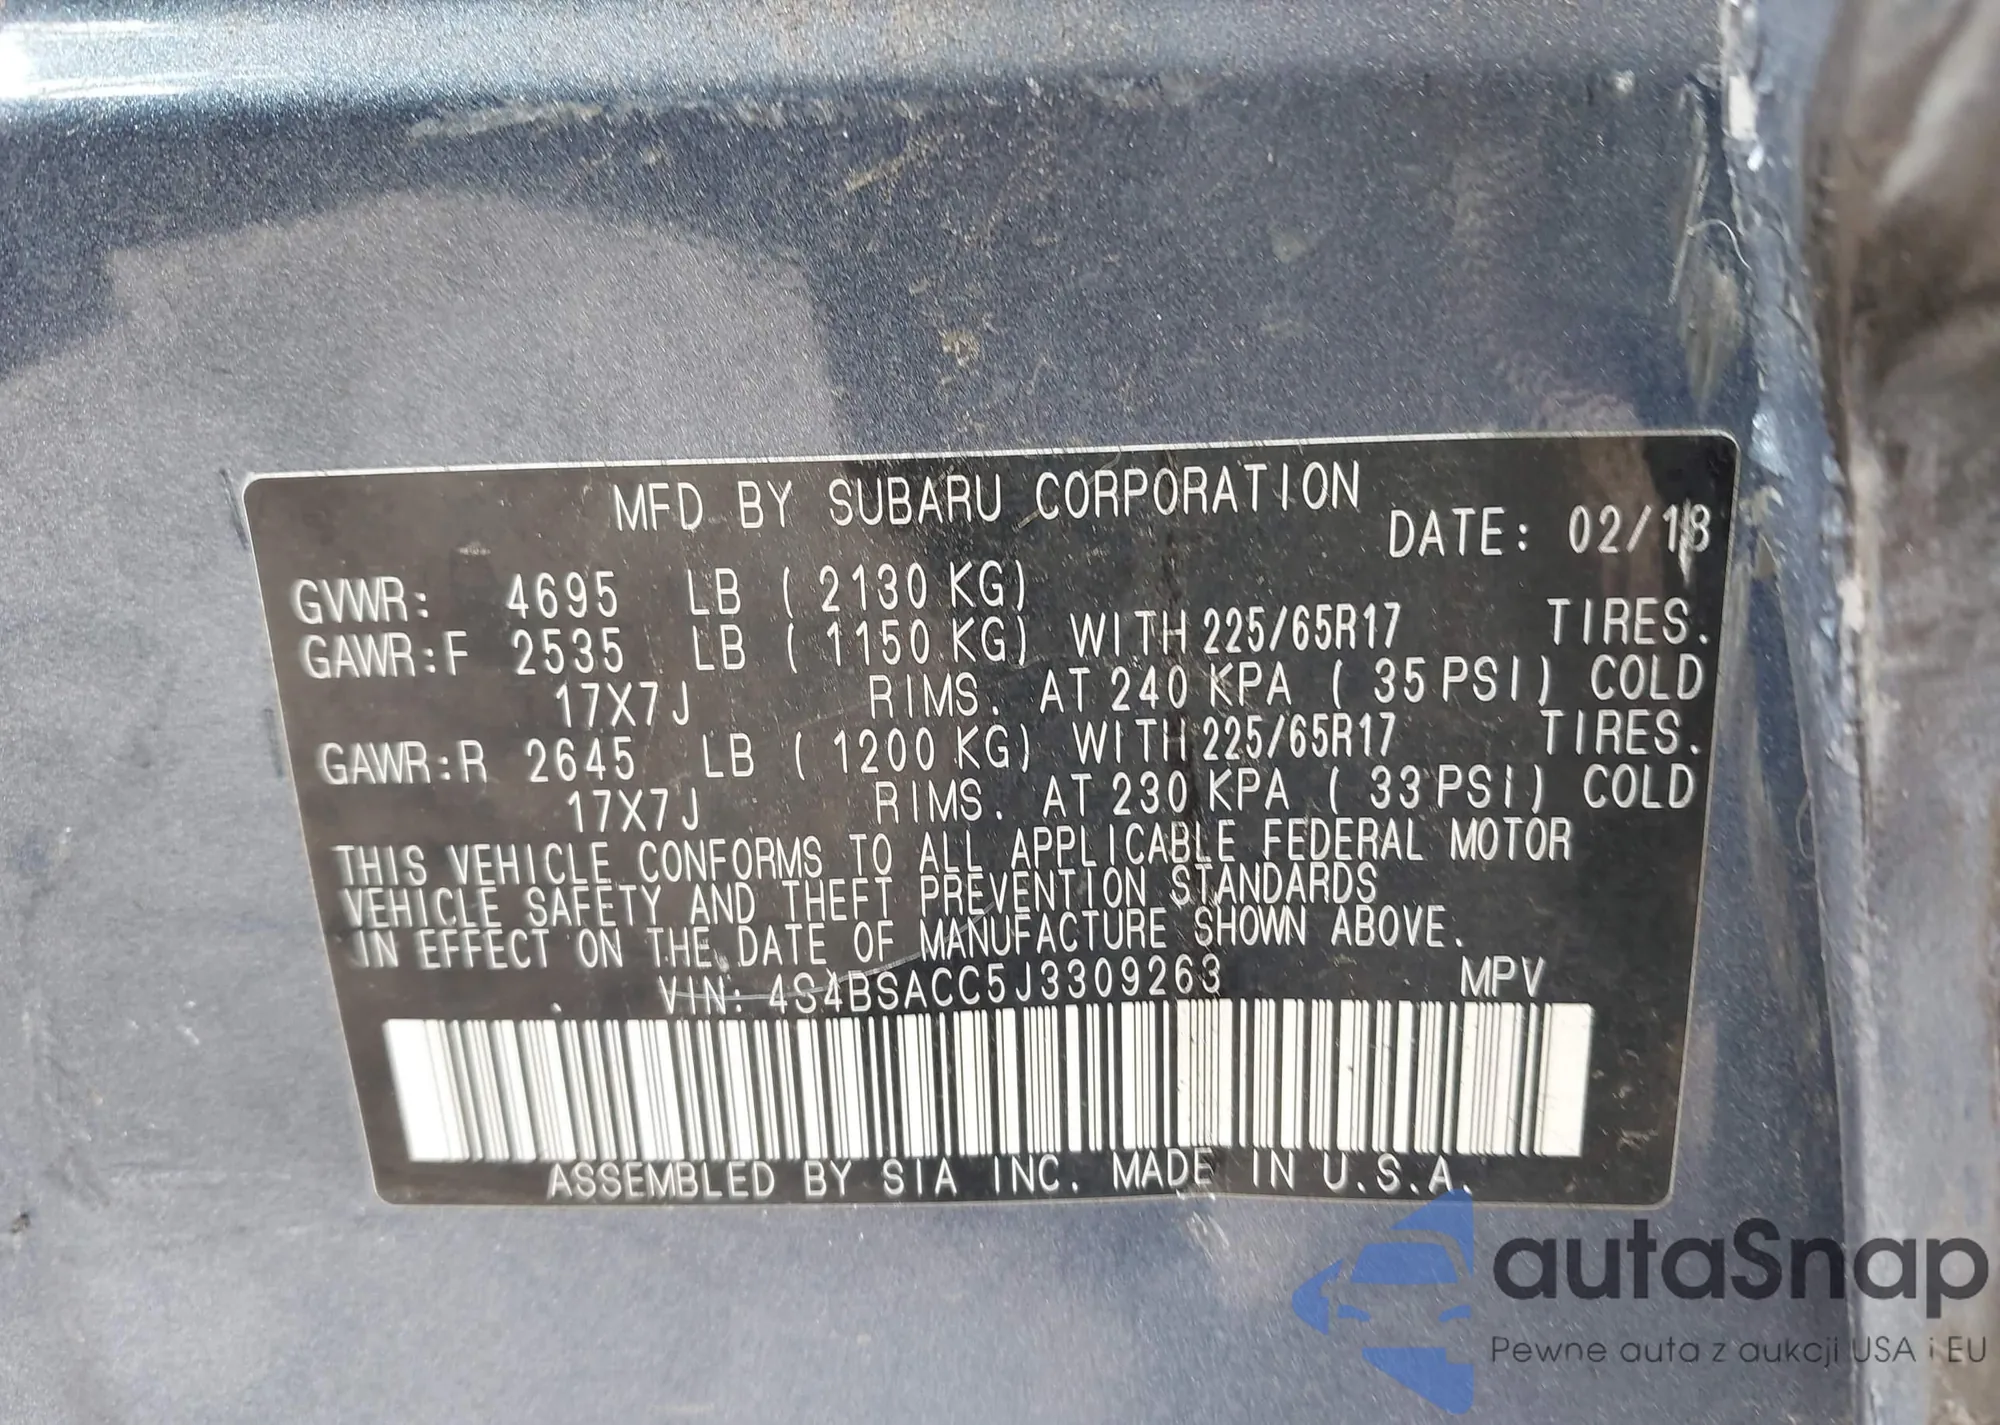 MFD BY SUBARU CORPORATION
DATE: 02/18
GVWR: 4695 LB ( 2130 KG)
GAWR:F 2535 LB ( 1150 KG) WITH 225/65R17 TIRES.
17X7J RIMS. AT 240 KPA ( 35 PSI) COLD
GAWR:R 2645 LB ( 1200 KG) WITH 225/65R17 TIRES.
17X7J RIMS. AT 230 KPA ( 33 PSI) COLD
THIS VEHICLE CONFORMS TO ALL APPLICABLE FEDERAL MOTOR
VEHICLE SAFETY AND THEFT PREVENTION STANDARDS
IN EFFECT ON THE DATE OF MANUFACTURE SHOWN ABOVE.
VIN: 4S4BSACC5J3309263 MPV
ASSEMBLED BY SIA INC. MADE IN U.S.A.
autaSnap
Pewne auta z aukcji USA i EU